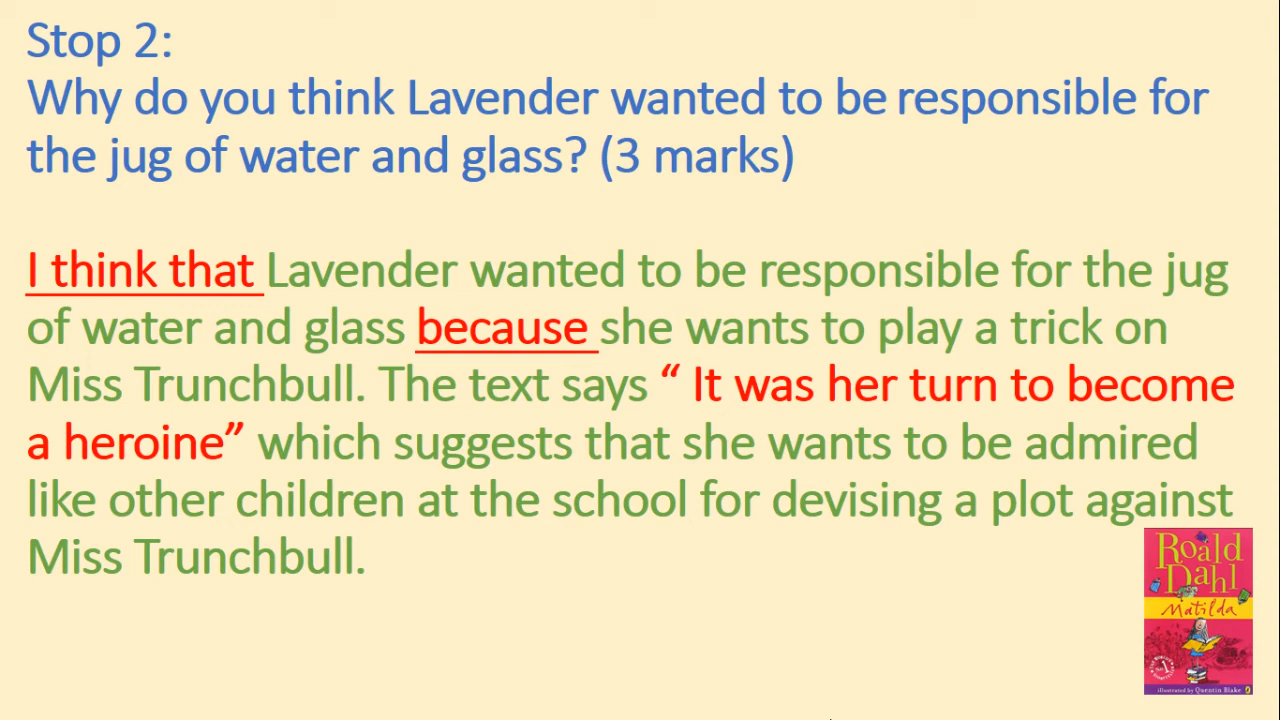 Stop 2:
Why do you think Lavender wanted to be responsible for
the jug of water and glass? (3 marks)
I think that Lavender wanted to be responsible for the jug
of water and glass because she wants to play a trick on
Miss Trunchbull. The text says “ It was her turn to become
a heroine” which suggests that she wants to be admired
like other children at the school for devising a plot against
Miss Trunchbull.
Roald
Dahl
Matilda
illustrated by Quentin Blake